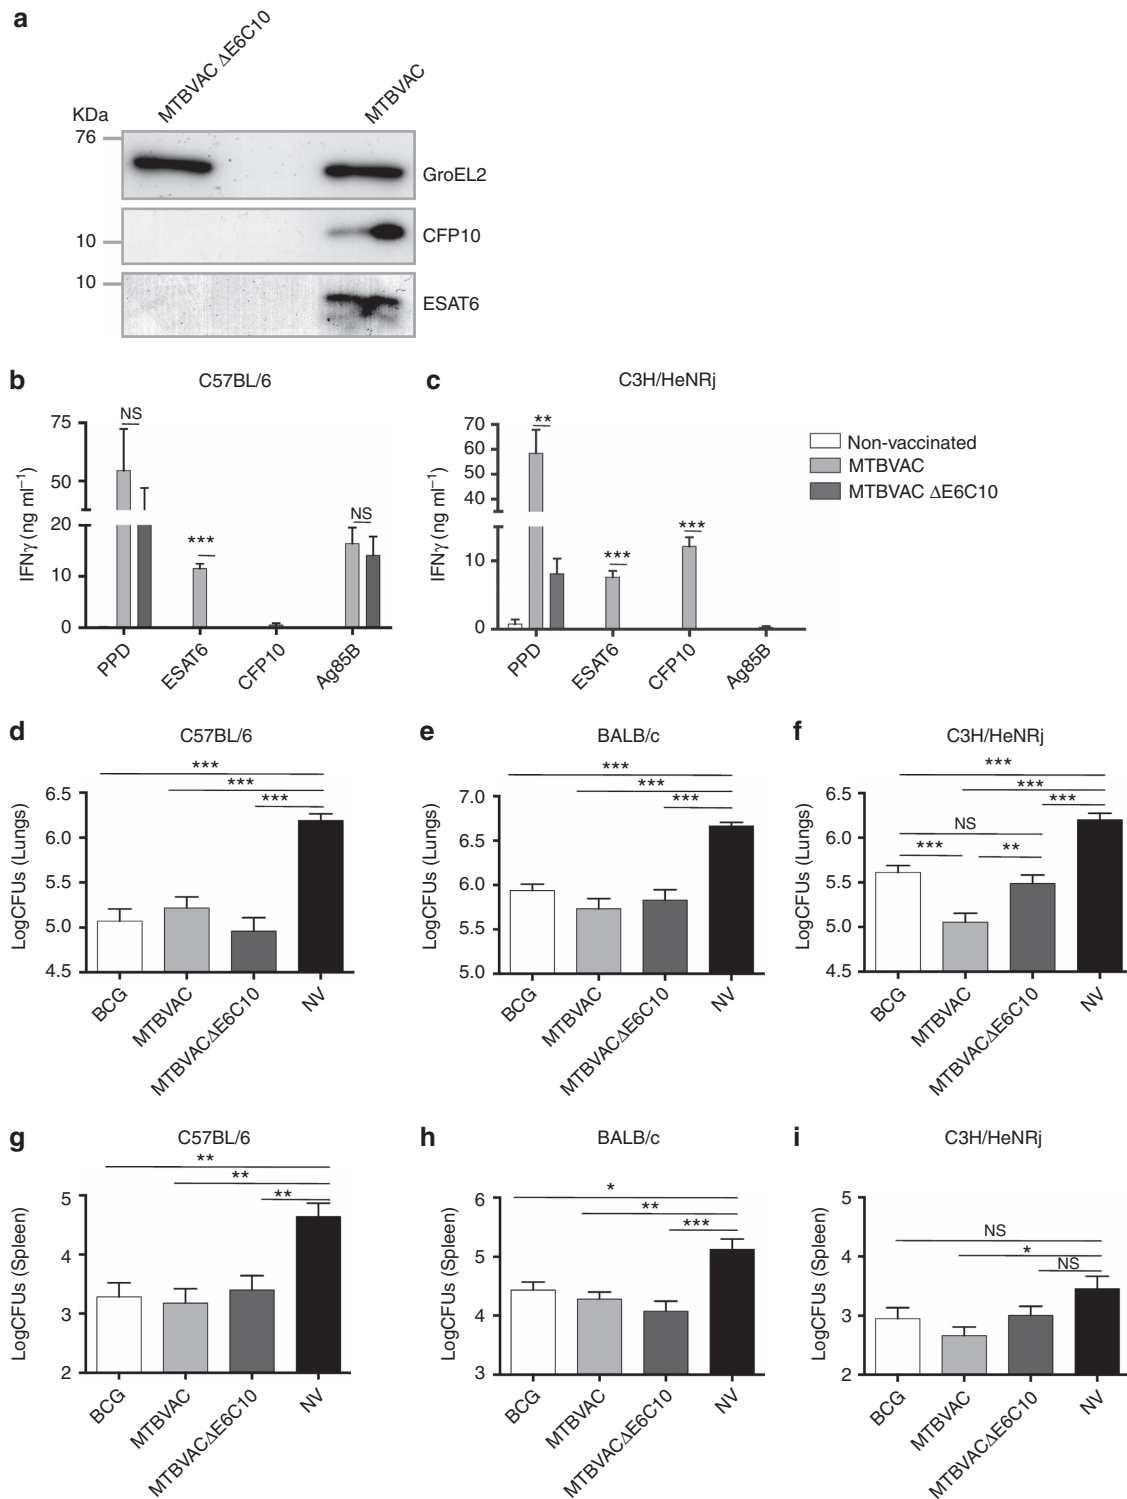 a
MTBVAC ΔE6C10
MTBVAC
KDa
76
GroEL2
10
CFP10
10
ESAT6
b
C57BL/6
IFNγ (ng ml−1)
75
50
20
10
0
NS
***
NS
PPD
ESAT6
CFP10
Ag85B
c
C3H/HeNRj
IFNγ (ng ml−1)
70
60
50
40
10
0
**
***
***
PPD
ESAT6
CFP10
Ag85B
Non-vaccinated
MTBVAC
MTBVAC ΔE6C10
d
C57BL/6
LogCFUs (Lungs)
***
***
***
6.5
6.0
5.5
5.0
4.5
BCG
MTBVAC
MTBVACΔE6C10
NV
e
BALB/c
LogCFUs (Lungs)
***
***
***
7.0
6.5
6.0
5.5
5.0
BCG
MTBVAC
MTBVACΔE6C10
NV
f
C3H/HeNRj
LogCFUs (Lungs)
***
***
***
NS
***
**
6.5
6.0
5.5
5.0
4.5
BCG
MTBVAC
MTBVACΔE6C10
NV
g
C57BL/6
LogCFUs (Spleen)
**
**
**
5
4
3
2
BCG
MTBVAC
MTBVACΔE6C10
NV
h
BALB/c
LogCFUs (Spleen)
*
**
***
6
5
4
3
BCG
MTBVAC
MTBVACΔE6C10
NV
i
C3H/HeNRj
LogCFUs (Spleen)
NS
*
NS
5
4
3
2
BCG
MTBVAC
MTBVACΔE6C10
NV